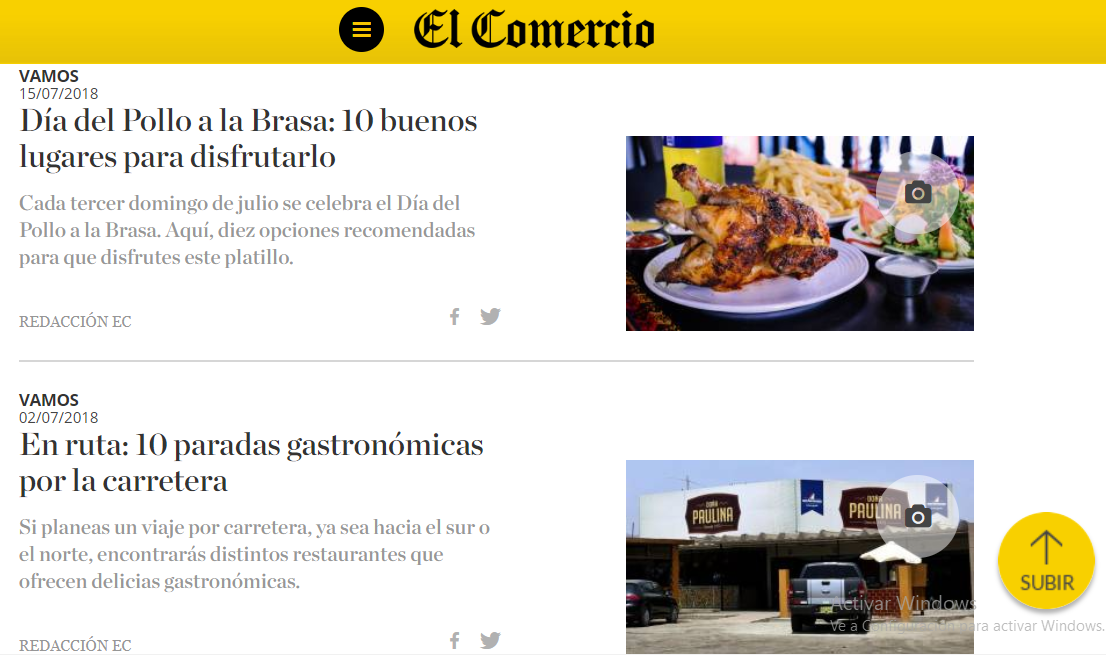 El Comercio
VAMOS
15/07/2018
Día del Pollo a la Brasa: 10 buenos
lugares para disfrutarlo
Cada tercer domingo de julio se celebra el Día del
Pollo a la Brasa. Aquí, diez opciones recomendadas
para que disfrutes este platillo.
REDACCIÓN EC
VAMOS
02/07/2018
En ruta: 10 paradas gastronómicas
por la carretera
Si planeas un viaje por carretera, ya sea hacia el sur o
el norte, encontrarás distintos restaurantes que
ofrecen delicias gastronómicas.
REDACCIÓN EC
DOÑA
PAULINA
DOÑA
PAULINA
SUBIR
Activar Windows
Ve a Configuración para activar Windows.